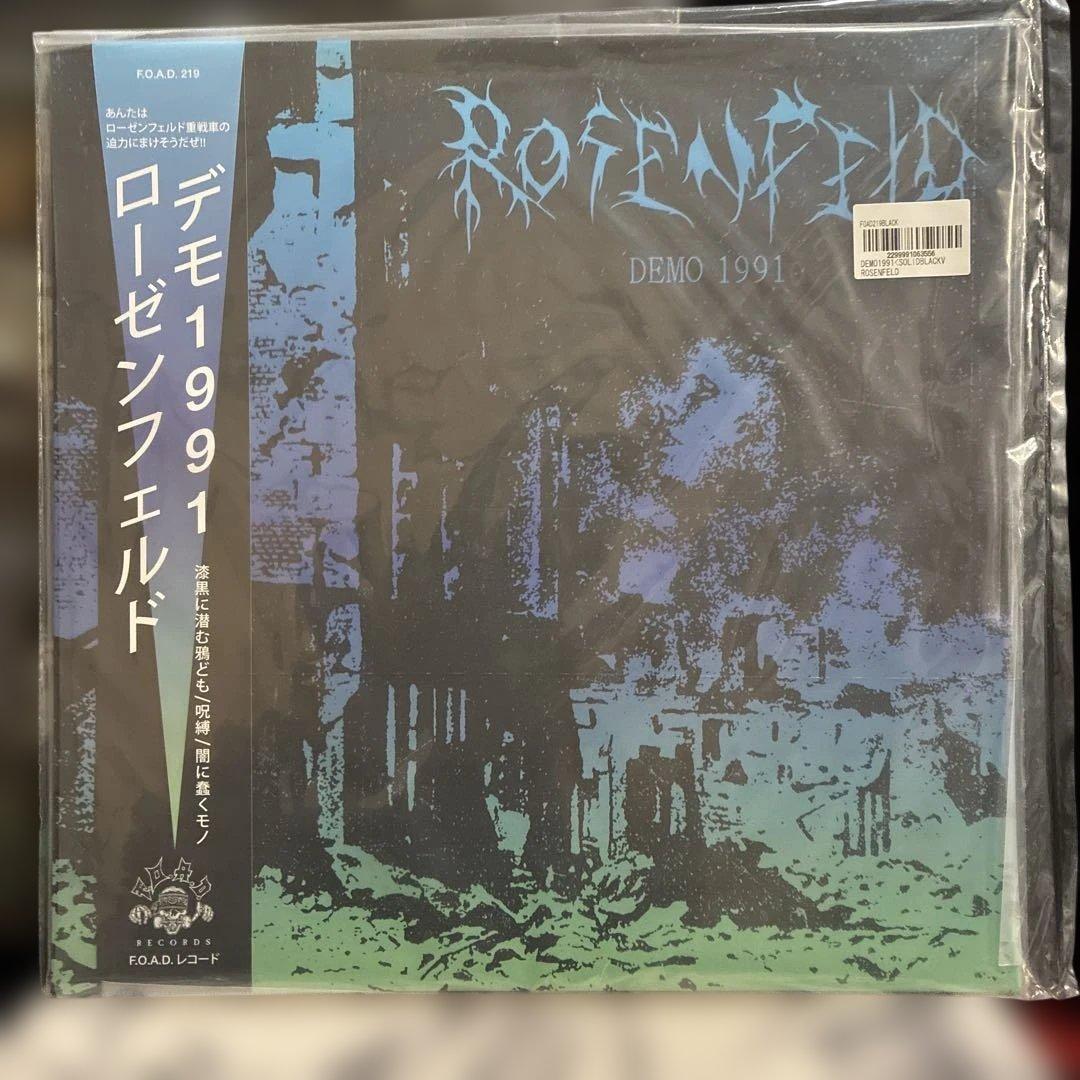 F.O.A.D. 219
あんたは
ローゼンフェルド重戦車の
迫力にまけそうだぜ!!
デモ1991
ローゼンフェルド
漆黒に潜む鴉ども/呪縛/闇に蠢くモノ
F.O.A.D
RECORDS
F.O.A.D. レコード
ROSENFELD
DEMO 1991
FOAD219BLACK
2299991063556
DEMO1991<SOLIDBLACKV
ROSENFELD